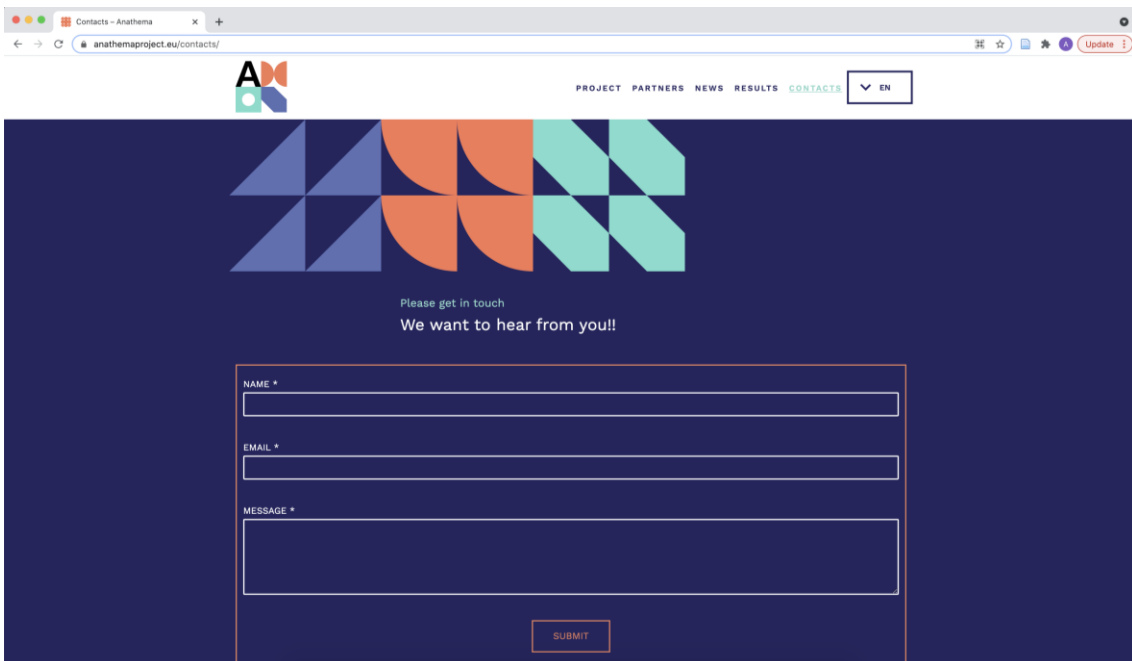 Contacts – Anathema
anathemaproject.eu/contacts/
A
Update
A
PROJECT PARTNERS NEWS RESULTS CONTACTS EN
Please get in touch
We want to hear from you!!
NAME *
EMAIL *
MESSAGE *
SUBMIT